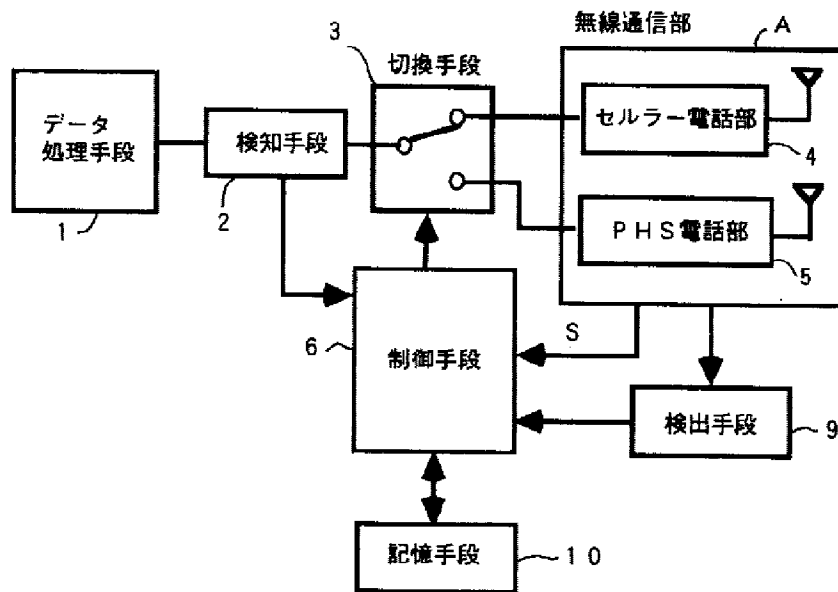 無線通信部
A
3
切換手段
データ
処理手段
1
検知手段
2
セルラー電話部
4
PHS電話部
5
6
制御手段
S
検出手段
9
記憶手段
10